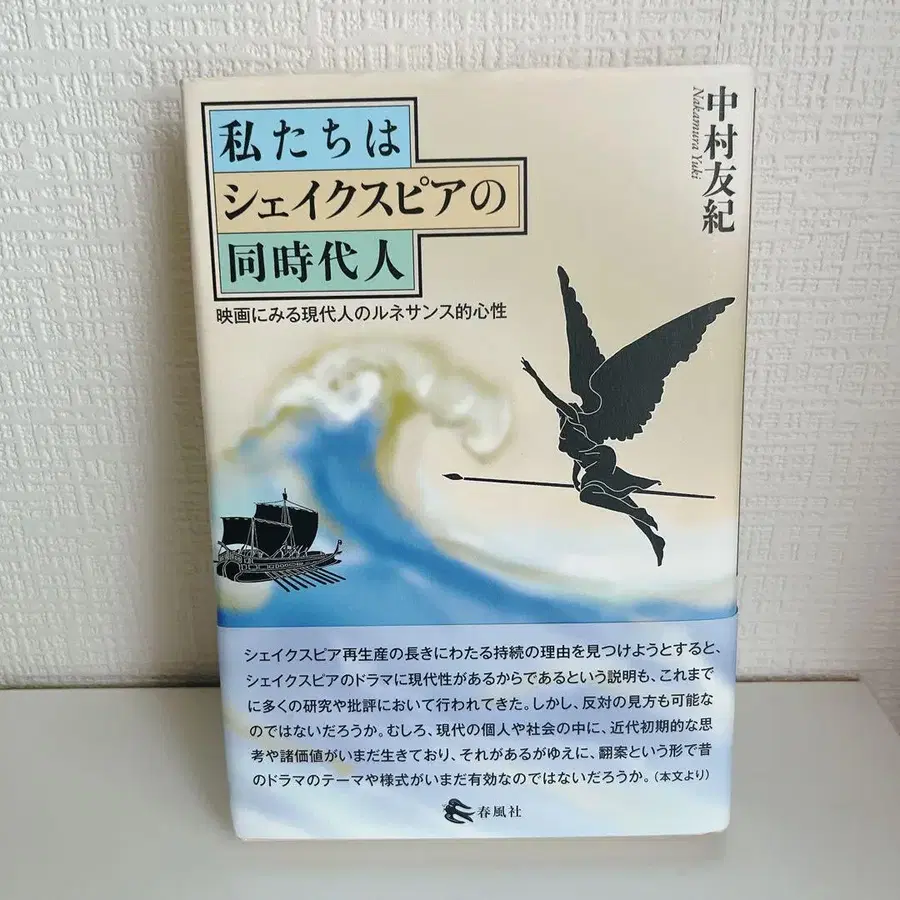 私たちは
シェイクスピアの
同時代人
映画にみる現代人のルネサンス的心性
中村友紀
Nakamura Yuki
シェイクスピア再生産の長きにわたる持続の理由を見つけようとすると、
シェイクスピアのドラマに現代性があるからであるという説明も、これまで
に多くの研究や批評において行われてきた。しかし、反対の見方も可能な
のではないだろうか。むしろ、現代の個人や社会の中に、近代初期的な思
考や諸価値がいまだ生きており、それがあるがゆえに、翻案という形で昔
のドラマのテーマや様式がいまだ有効なのではないだろうか。（本文より）
春風社